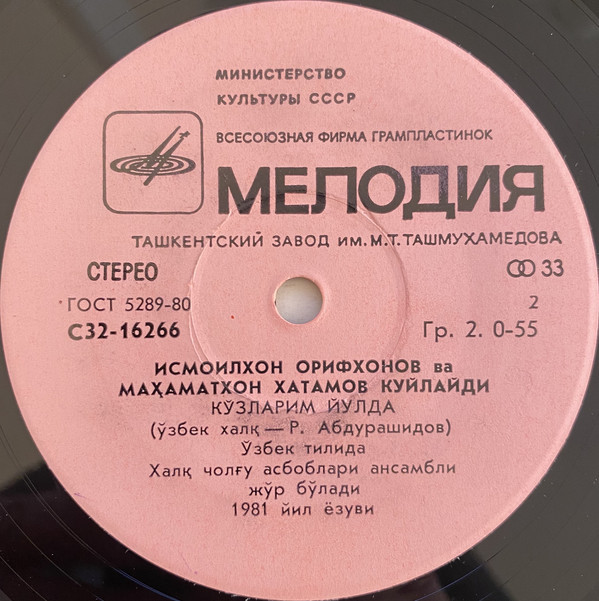 МИНИСТЕРСТВО
КУЛЬТУРЫ СССР
ВСЕСОЮЗНАЯ ФИРМА ГРАМПЛАСТИНОК
МЕЛОДИЯ
ТАШКЕНТСКИЙ ЗАВОД ИМ. М.Т. ТАШМУХАМЕДОВА
СТЕРЕО 33
ГОСТ 5289-80 2
С32-16266 Гр. 2. 0-55
ИСМОИЛХОН ОРИФХОНОВ ва
МАҲАМАТХОН ХАТАМОВ КУЙЛАЙДИ
КЎЗЛАРИМ ЙУЛДА
(ўзбек халқ — Р. Абдурашидов)
Ўзбек тилида
Халқ чолғу асбоблари ансамбли
жўр бўлади
1981 йил ёзуви